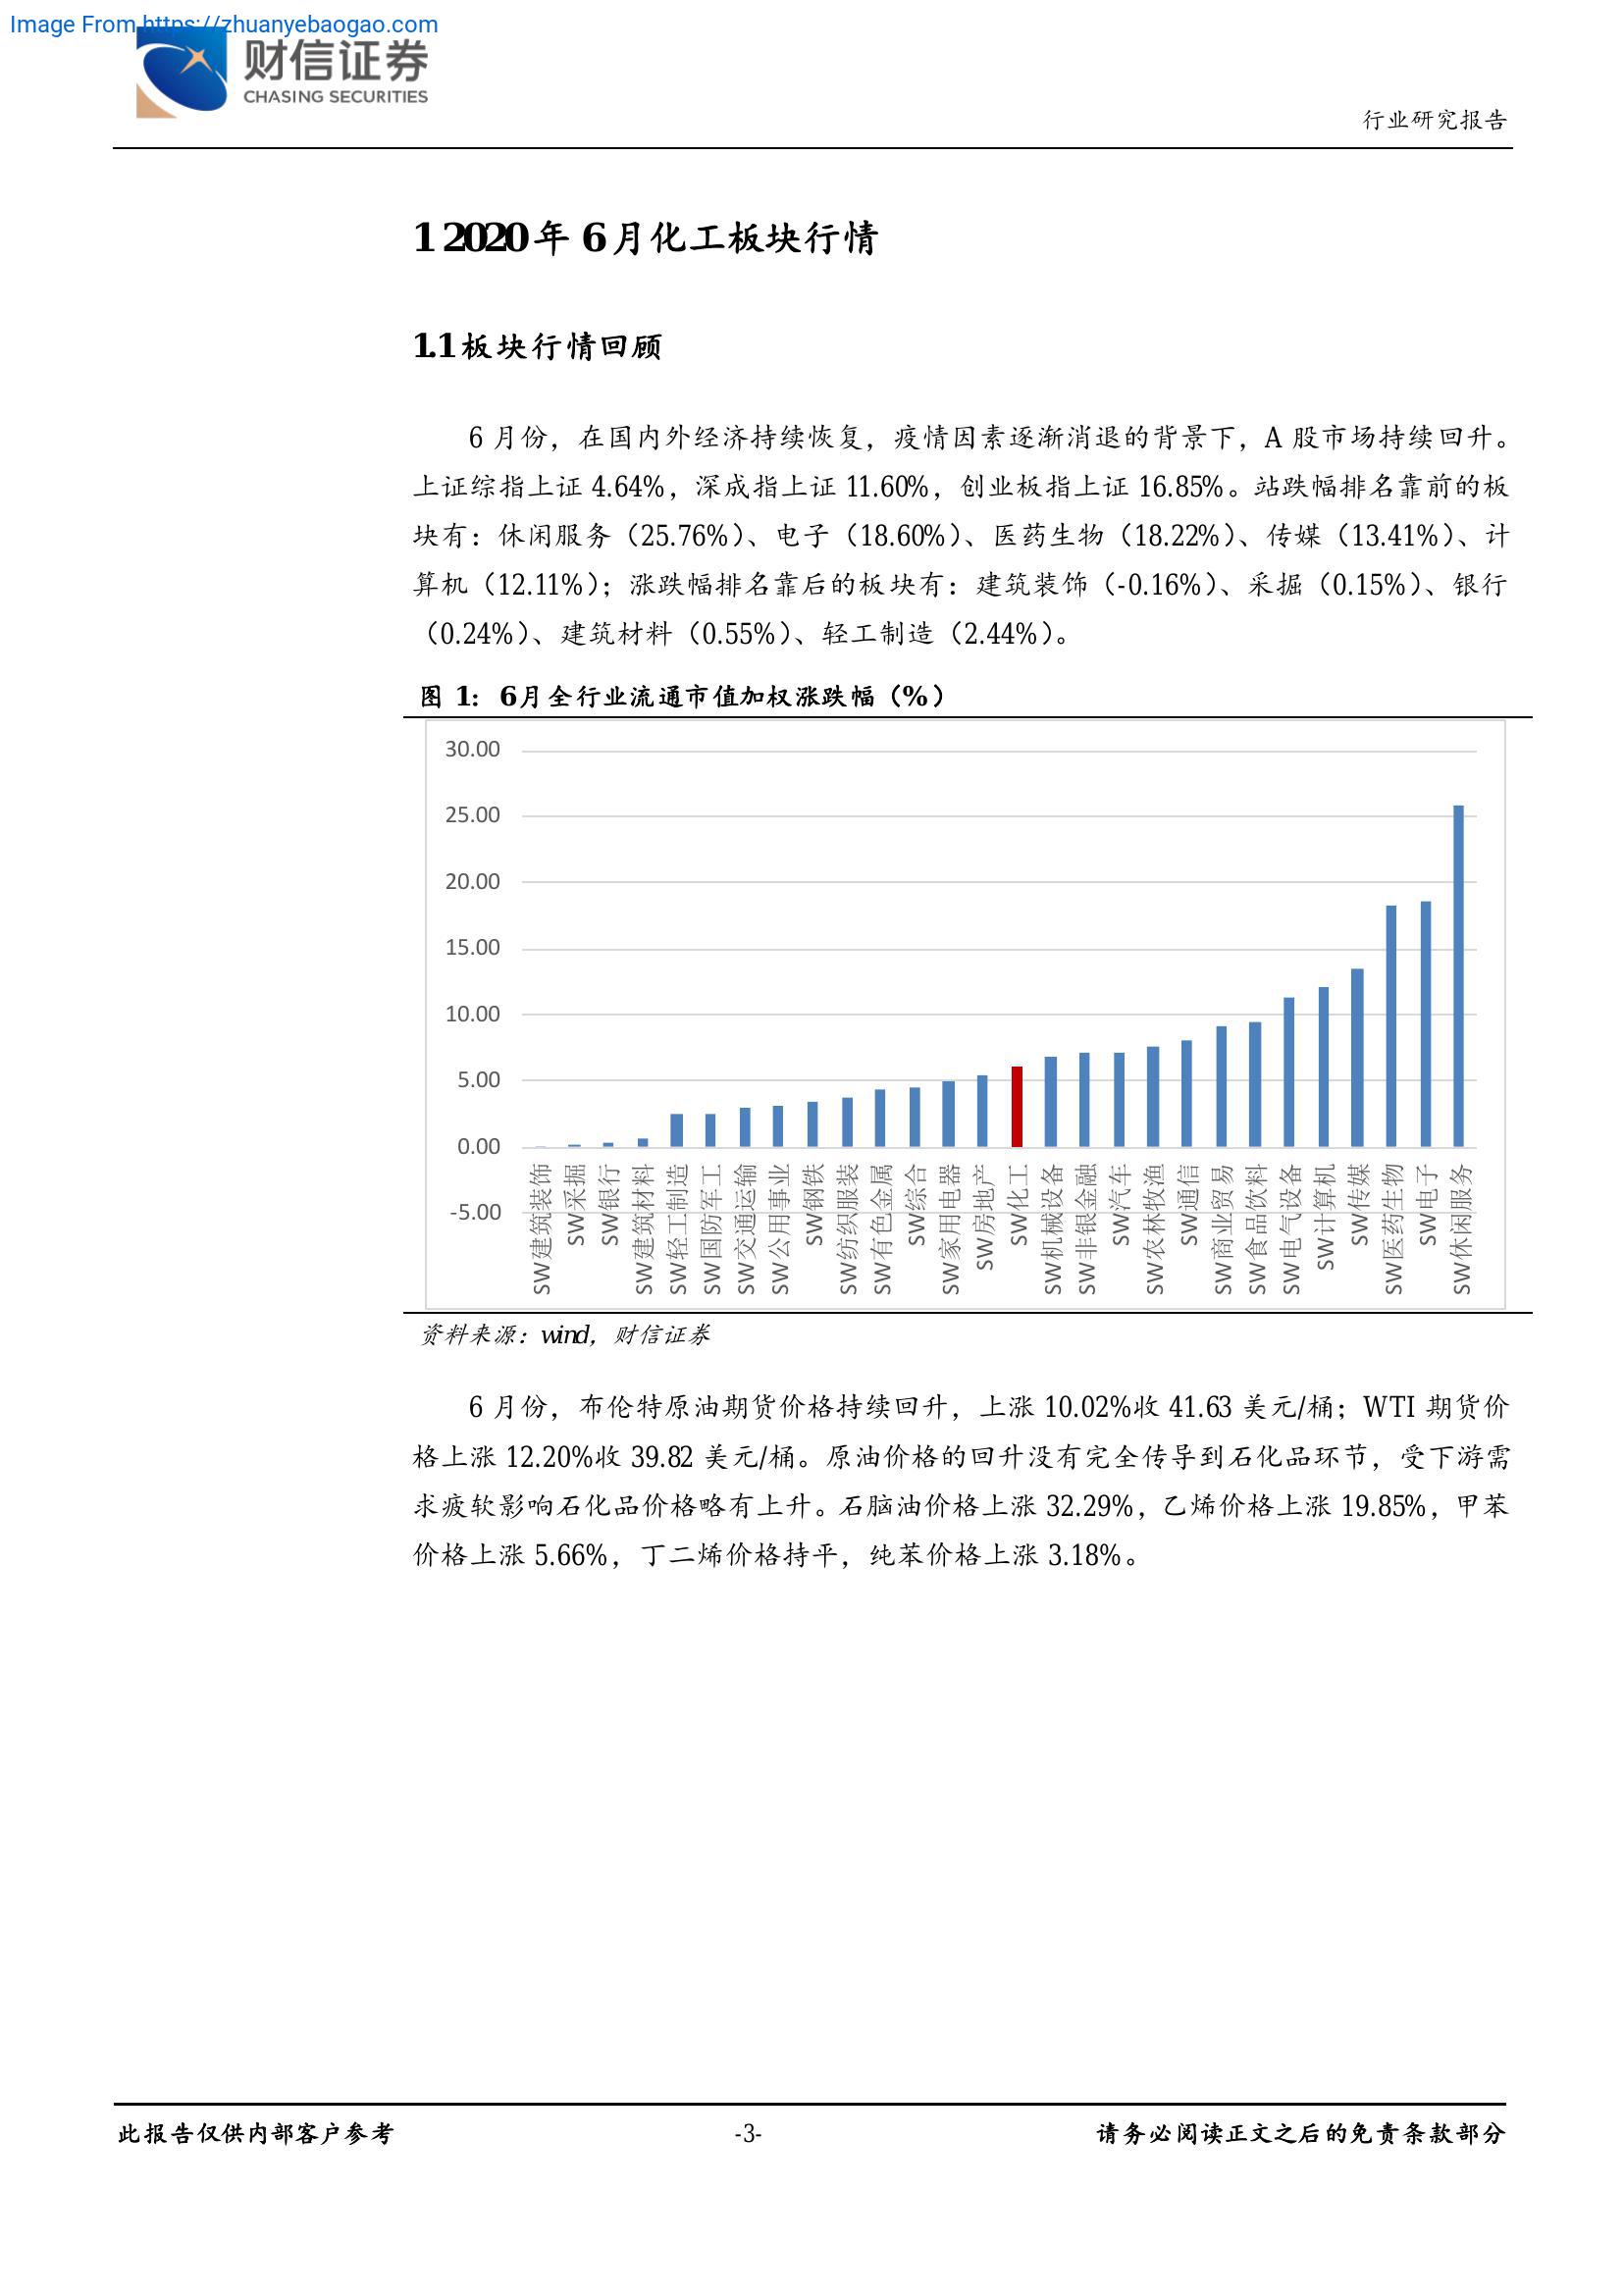 Image From https://zhuanyebaogao.com
财信证券
CHASING SECURITIES
行业研究报告
1 2020年 6月化工板块行情
1.1板块行情回顾
6 月份，在国内外经济持续恢复，疫情因素逐渐消退的背景下，A 股市场持续回升。
上证综指上证 4.64%，深成指上证 11.60%，创业板指上证 16.85%。站跌幅排名靠前的板
块有：休闲服务（25.76%）、电子（18.60%）、医药生物（18.22%）、传媒（13.41%）、计
算机（12.11%）；涨跌幅排名靠后的板块有：建筑装饰（-0.16%）、采掘（0.15%）、银行
（0.24%）、建筑材料（0.55%）、轻工制造（2.44%）。
图 1： 6月全行业流通市值加权涨跌幅（%）
30.00
25.00
20.00
15.00
10.00
5.00
0.00
-5.00
SW建筑装饰
SW采掘
SW银行
SW建筑材料
SW轻工制造
SW国防军工
SW交通运输
SW公用事业
SW钢铁
SW纺织服装
SW有色金属
SW综合
SW家用电器
SW房地产
SW化工
SW机械设备
SW非银金融
SW汽车
SW农林牧渔
SW通信
SW商业贸易
SW食品饮料
SW电气设备
SW计算机
SW传媒
SW医药生物
SW电子
SW休闲服务
资料来源：wind，财信证券
6 月份，布伦特原油期货价格持续回升，上涨 10.02%收 41.63 美元/桶；WTI 期货价
格上涨 12.20%收 39.82 美元/桶。原油价格的回升没有完全传导到石化品环节，受下游需
求疲软影响石化品价格略有上升。石脑油价格上涨 32.29%，乙烯价格上涨 19.85%，甲苯
价格上涨 5.66%，丁二烯价格持平，纯苯价格上涨 3.18%。
此报告仅供内部客户参考
-3-
请务必阅读正文之后的免责条款部分